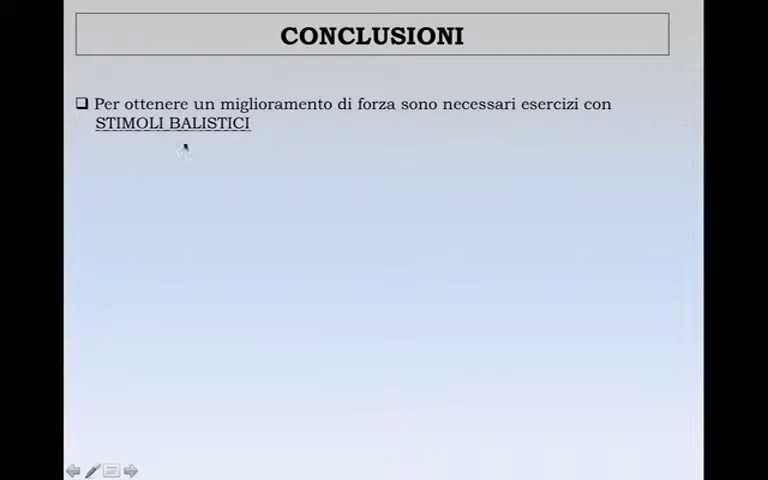 CONCLUSIONI
Per ottenere un miglioramento di forza sono necessari esercizi con
STIMOLI BALISTICI